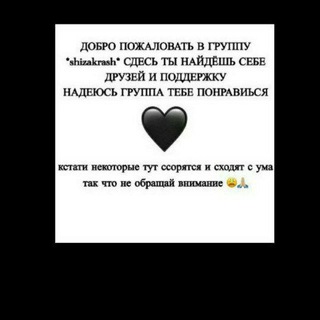 ДОБРО ПОЖАЛОВАТЬ В ГРУППУ
*shizakrash* СДЕСЬ ТЫ НАЙДЁШЬ СЕБЕ
ДРУЗЕЙ И ПОДДЕРЖКУ
НАДЕЮСЬ ГРУППА ТЕБЕ ПОНРАВИЬСЯ
🖤
кстати некоторые тут ссорятся и сходят с ума
так что не обращай внимание 😩🙏🏼